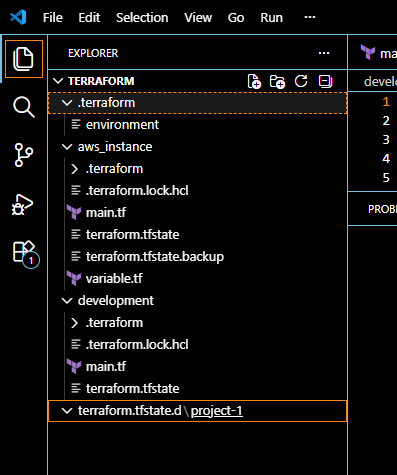 File Edit Selection View Go Run ···
EXPLORER ···
ma
TERRAFORM
.terraform
develo
environment
1
aws_instance
2
.terraform
3
.terraform.lock.hcl
4
main.tf
5
terraform.tfstate
PROBI
terraform.tfstate.backup
1
variable.tf
development
.terraform
.terraform.lock.hcl
main.tf
terraform.tfstate
terraform.tfstate.d\project-1